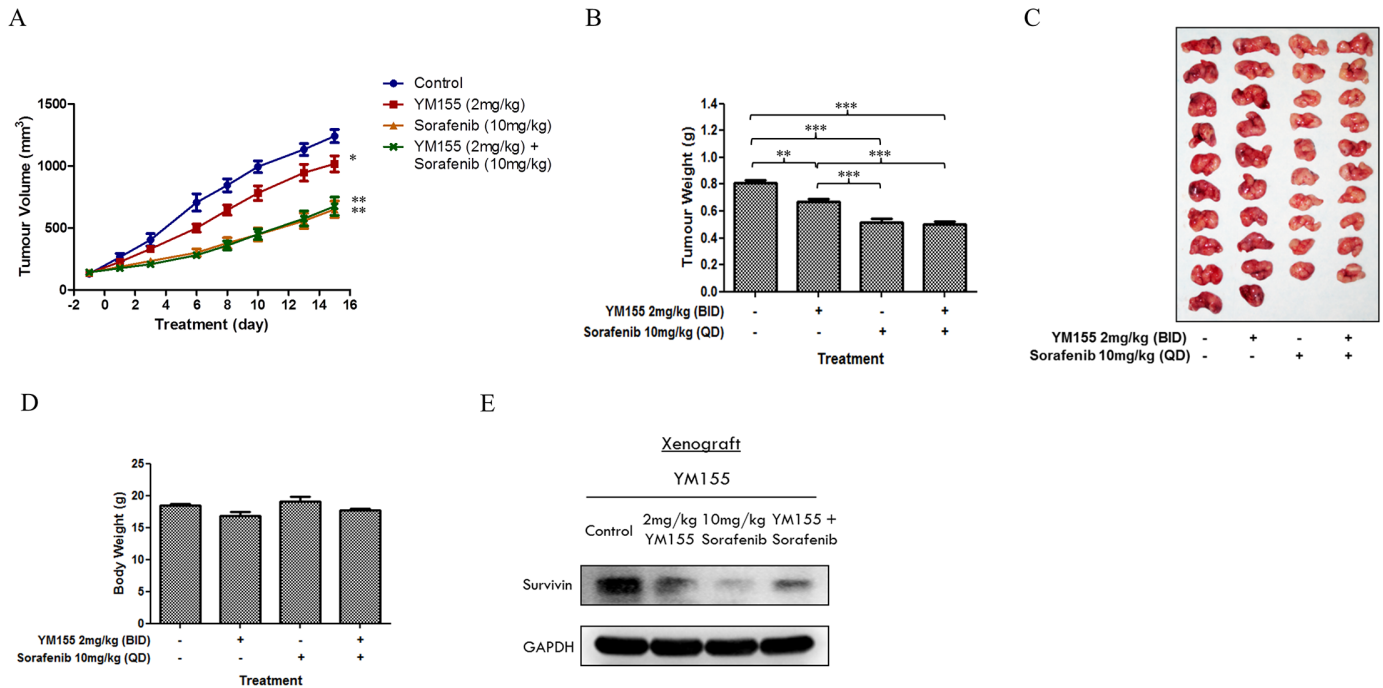 A
Control
YM155 (2mg/kg)
Sorafenib (10mg/kg)
YM155 (2mg/kg) +
Sorafenib (10mg/kg)
1500
1000
500
0
Tumour Volume (mm3)
*
**
**
-2 0 2 4 6 8 10 12 14 16
Treatment (day)
B
1.4
1.2
1.0
0.8
0.6
0.4
0.2
0.0
Tumour Weight (g)
***
***
** ***
***
YM155 2mg/kg (BID) - + - +
Sorafenib 10mg/kg (QD) - - + +
Treatment
C
YM155 2mg/kg (BID) - + - +
Sorafenib 10mg/kg (QD) - - + +
D
25
20
15
10
5
0
Body Weight (g)
YM155 2mg/kg (BID) - + - +
Sorafenib 10mg/kg (QD) - - + +
Treatment
E
Xenograft
YM155
Control 2mg/kg YM155 10mg/kg Sorafenib YM155 + Sorafenib
Survivin
GAPDH